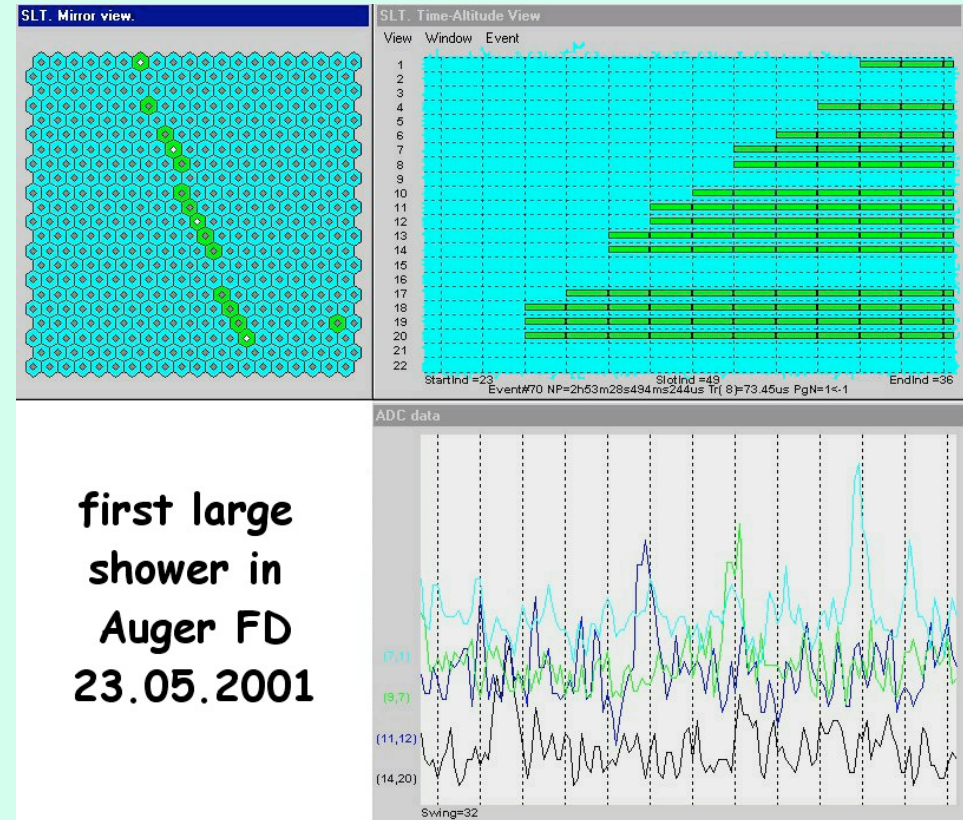 SLT. Mirror view.
SLT. Time-Altitude View
View Window Event
1
2
3
4
5
6
7
8
9
10
11
12
13
14
15
16
17
18
19
20
21
22
StartInd =23 SlotInd =49 EndInd =36
Event#70 NP=2h53m28s494ms244us Tr( 8)=73.45us PgN=1<-1
first large
shower in
Auger FD
23.05.2001
ADC data
(7,1)
(9,7)
(11,12)
(14,20)
Swing=32